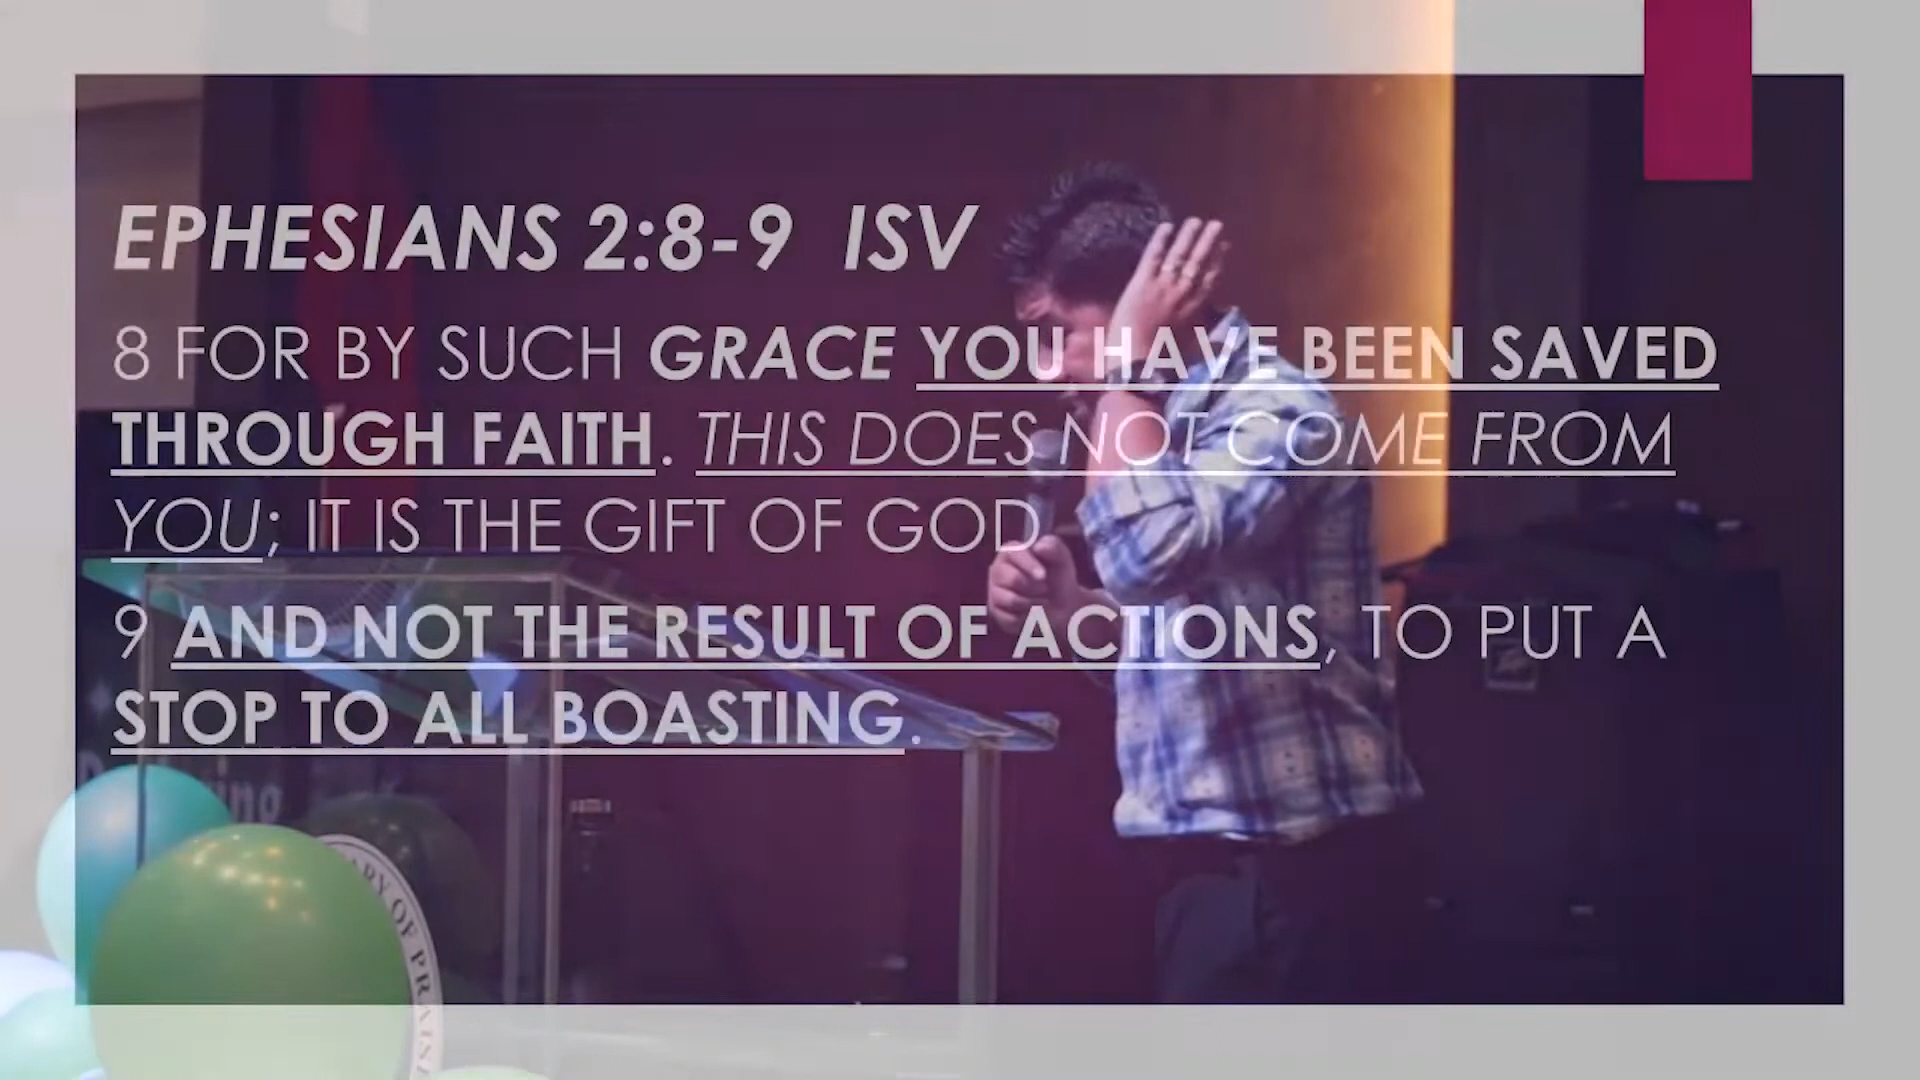 EPHESIANS 2:8-9 ISV
8 FOR BY SUCH GRACE YOU HAVE BEEN SAVED
THROUGH FAITH. THIS DOES NOT COME FROM
YOU; IT IS THE GIFT OF GOD
9 AND NOT THE RESULT OF ACTIONS, TO PUT A
STOP TO ALL BOASTING.
OF PRAISE